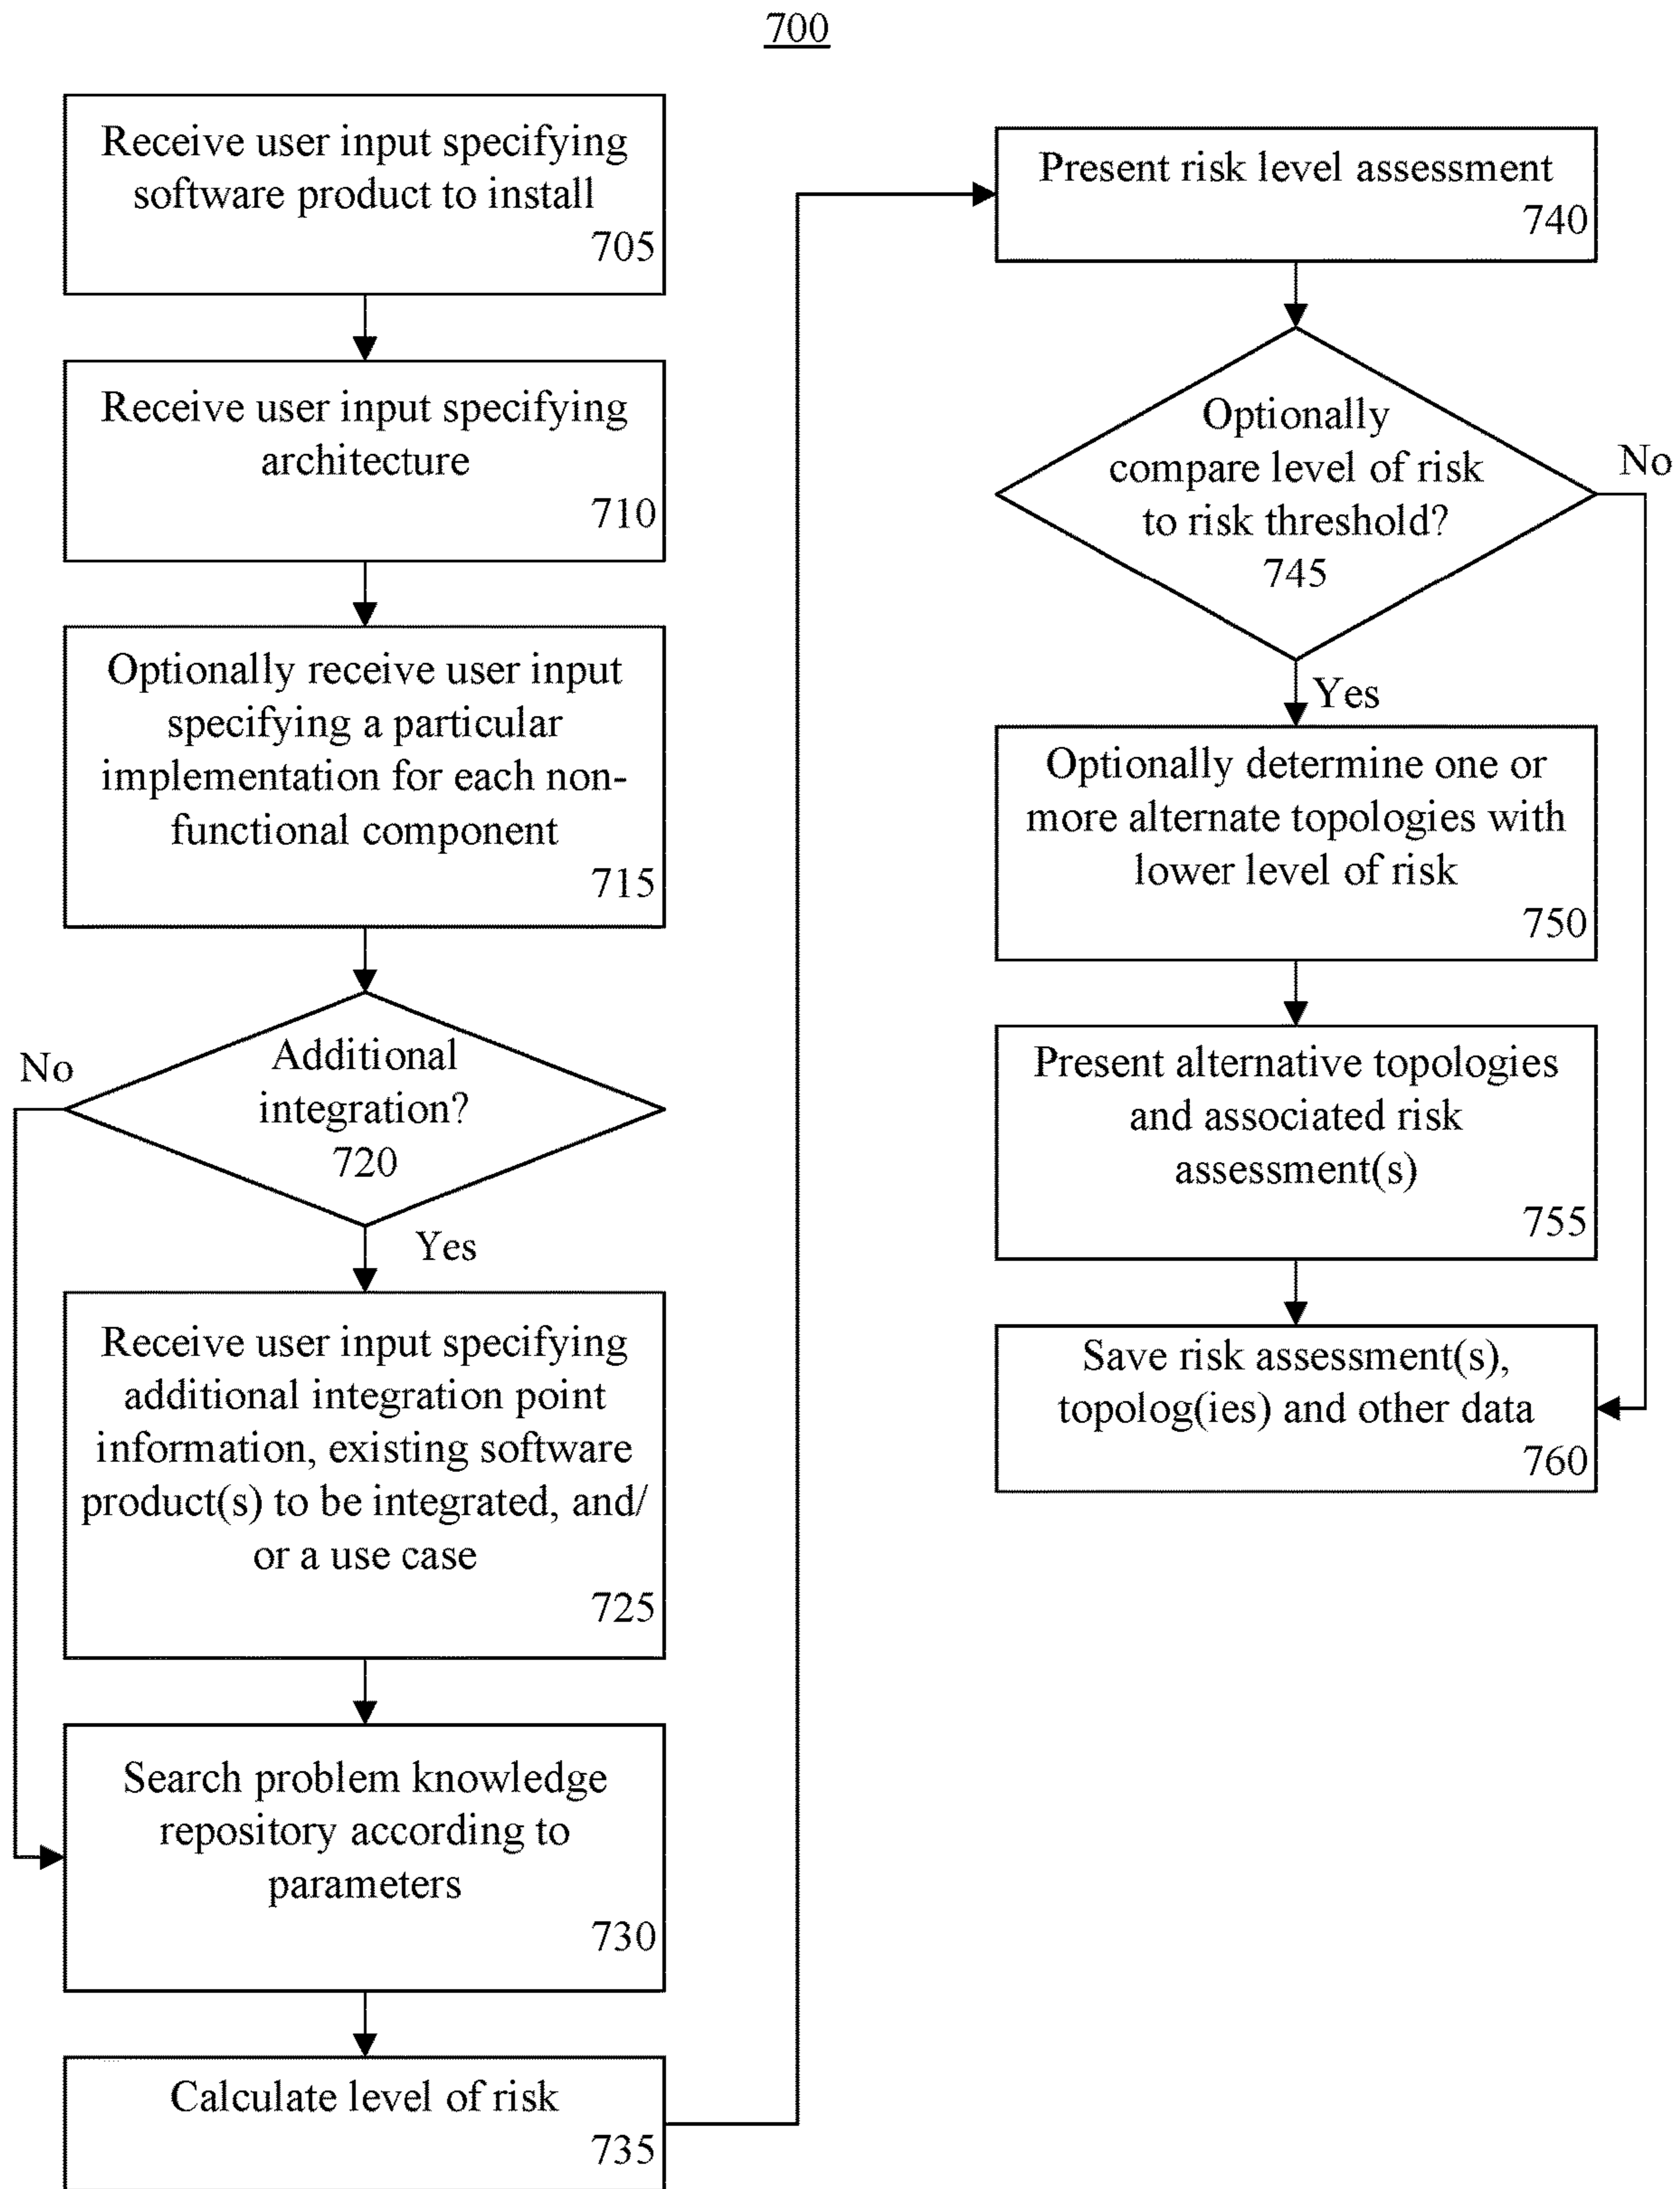 700
Receive user input specifying
software product to install
705
Receive user input specifying
architecture
710
Optionally receive user input
specifying a particular
implementation for each non-
functional component
715
Additional
integration?
720
No
Yes
Receive user input specifying
additional integration point
information, existing software
product(s) to be integrated, and/
or a use case
725
Search problem knowledge
repository according to
parameters
730
Calculate level of risk
735
Present risk level assessment
740
Optionally
compare level of risk
to risk threshold?
745
No
Yes
Optionally determine one or
more alternate topologies with
lower level of risk
750
Present alternative topologies
and associated risk
assessment(s)
755
Save risk assessment(s),
topolog(ies) and other data
760